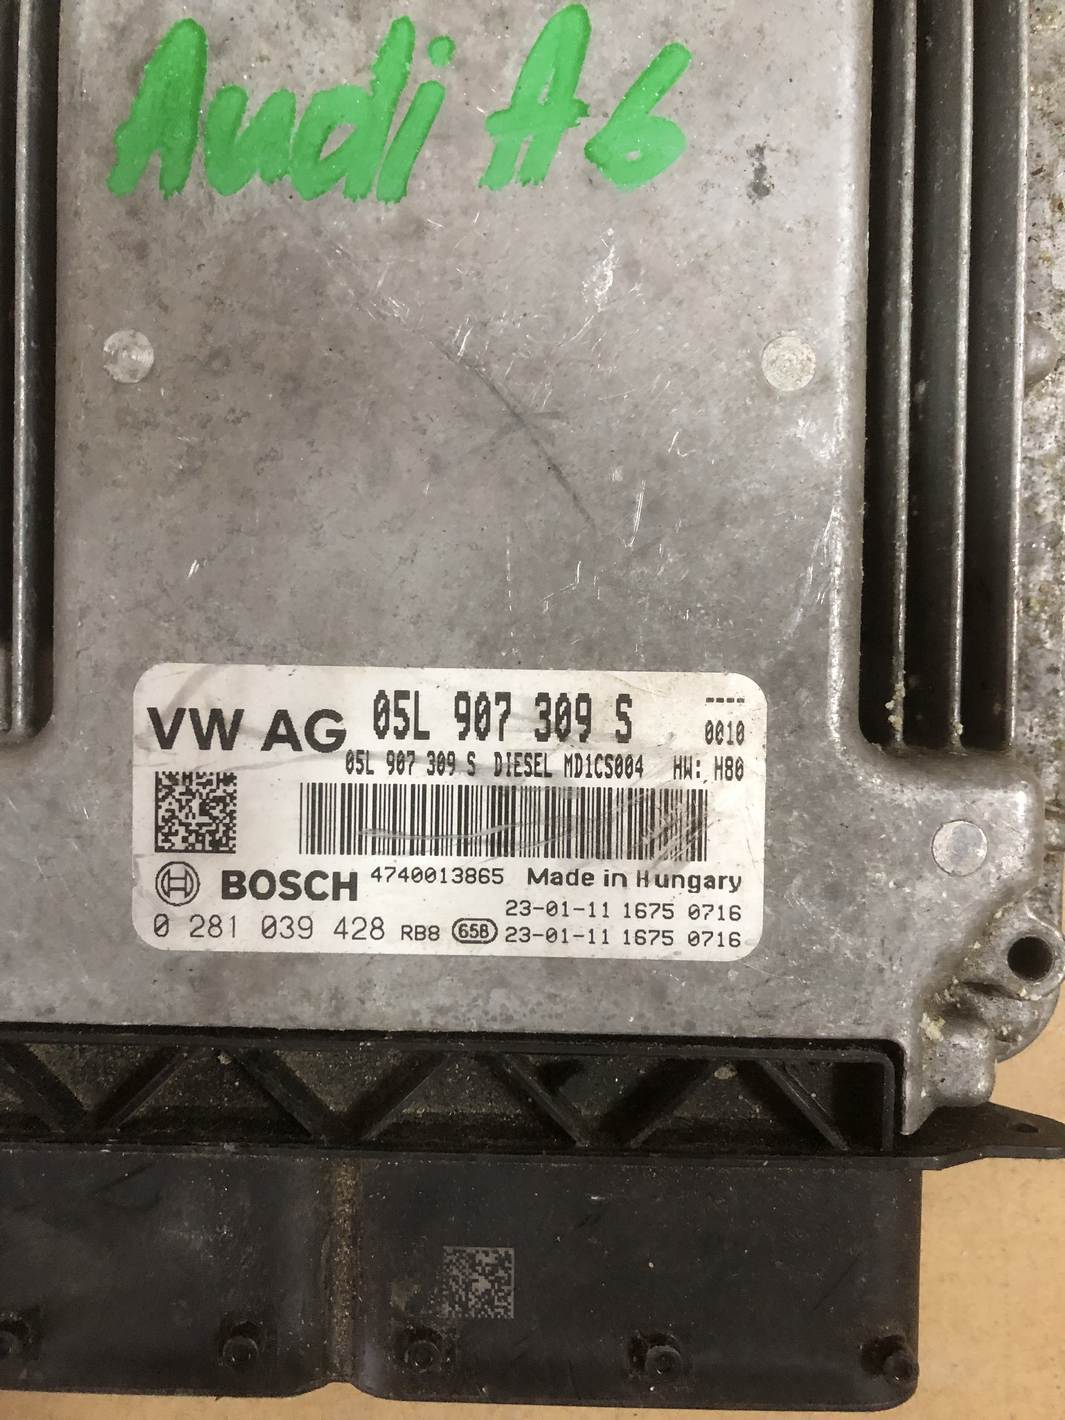 Audi A6
VW AG 05L 907 309 S ----
0010
05L 907 309 S DIESEL MD1CS004 HW: H80
BOSCH 4740013865 Made in Hungary
23-01-11 1675 0716
0 281 039 428 RB8 65B 23-01-11 1675 0716